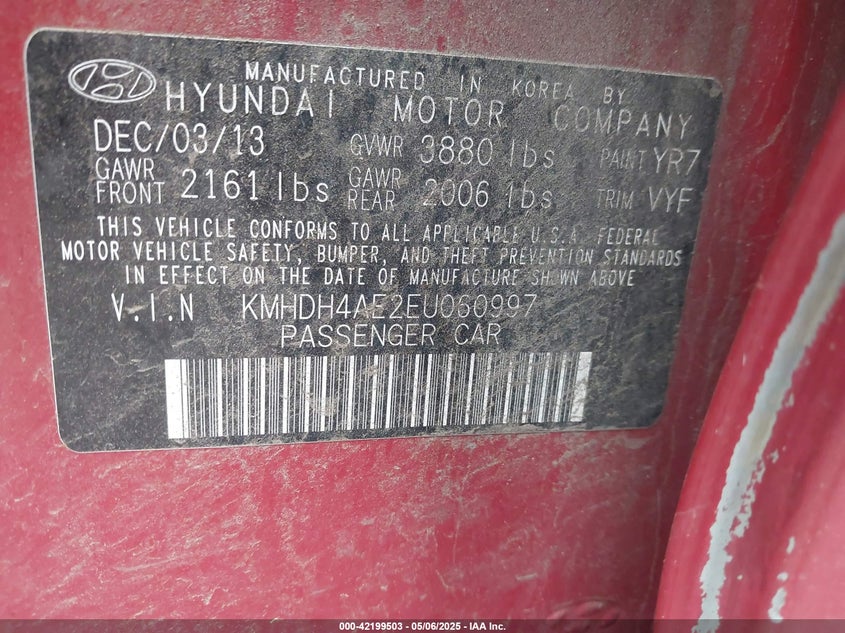 MANUFACTURED IN KOREA BY
HYUNDAI MOTOR COMPANY
DEC/03/13 GVWR 3880 lbs PAINT YR7
GAWR FRONT 2161 lbs GAWR REAR 2006 lbs TRIM VYF
THIS VEHICLE CONFORMS TO ALL APPLICABLE U.S.A. FEDERAL
MOTOR VEHICLE SAFETY, BUMPER, AND THEFT PREVENTION STANDARDS
IN EFFECT ON THE DATE OF MANUFACTURE SHOWN ABOVE
V.I.N KMHDH4AE2EU060997
PASSENGER CAR
000-42199503 - 05/06/2025 - IAA Inc.